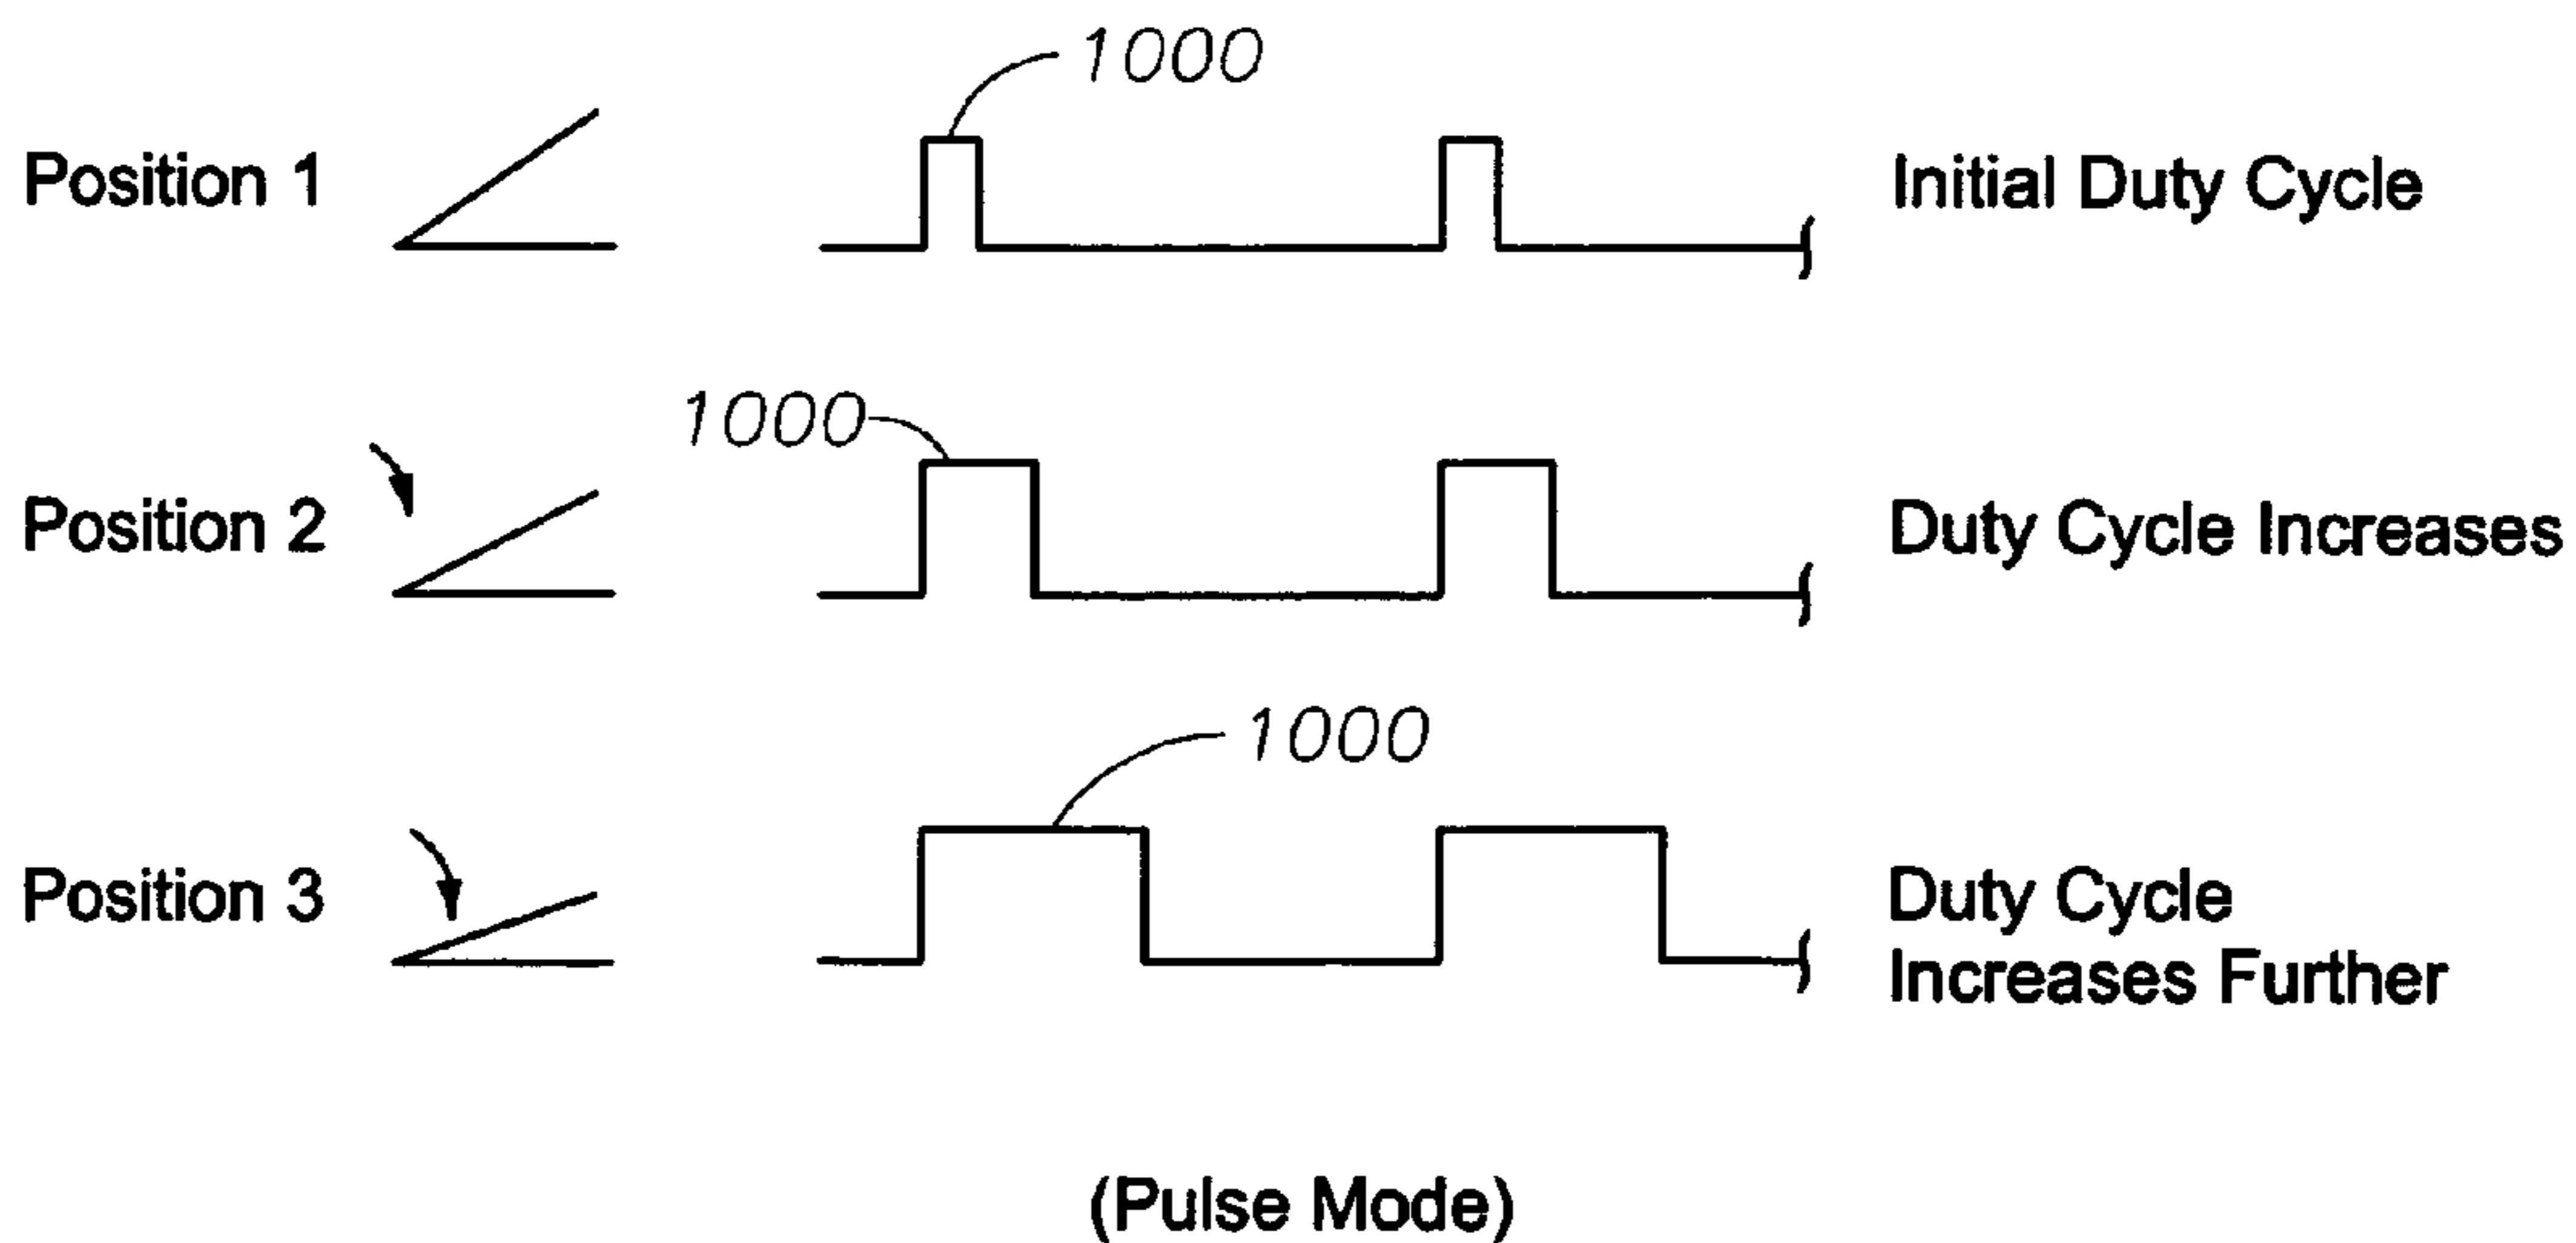 1000
Position 1
Initial Duty Cycle
1000
Position 2
Duty Cycle Increases
1000
Position 3
Duty Cycle
Increases Further
(Pulse Mode)